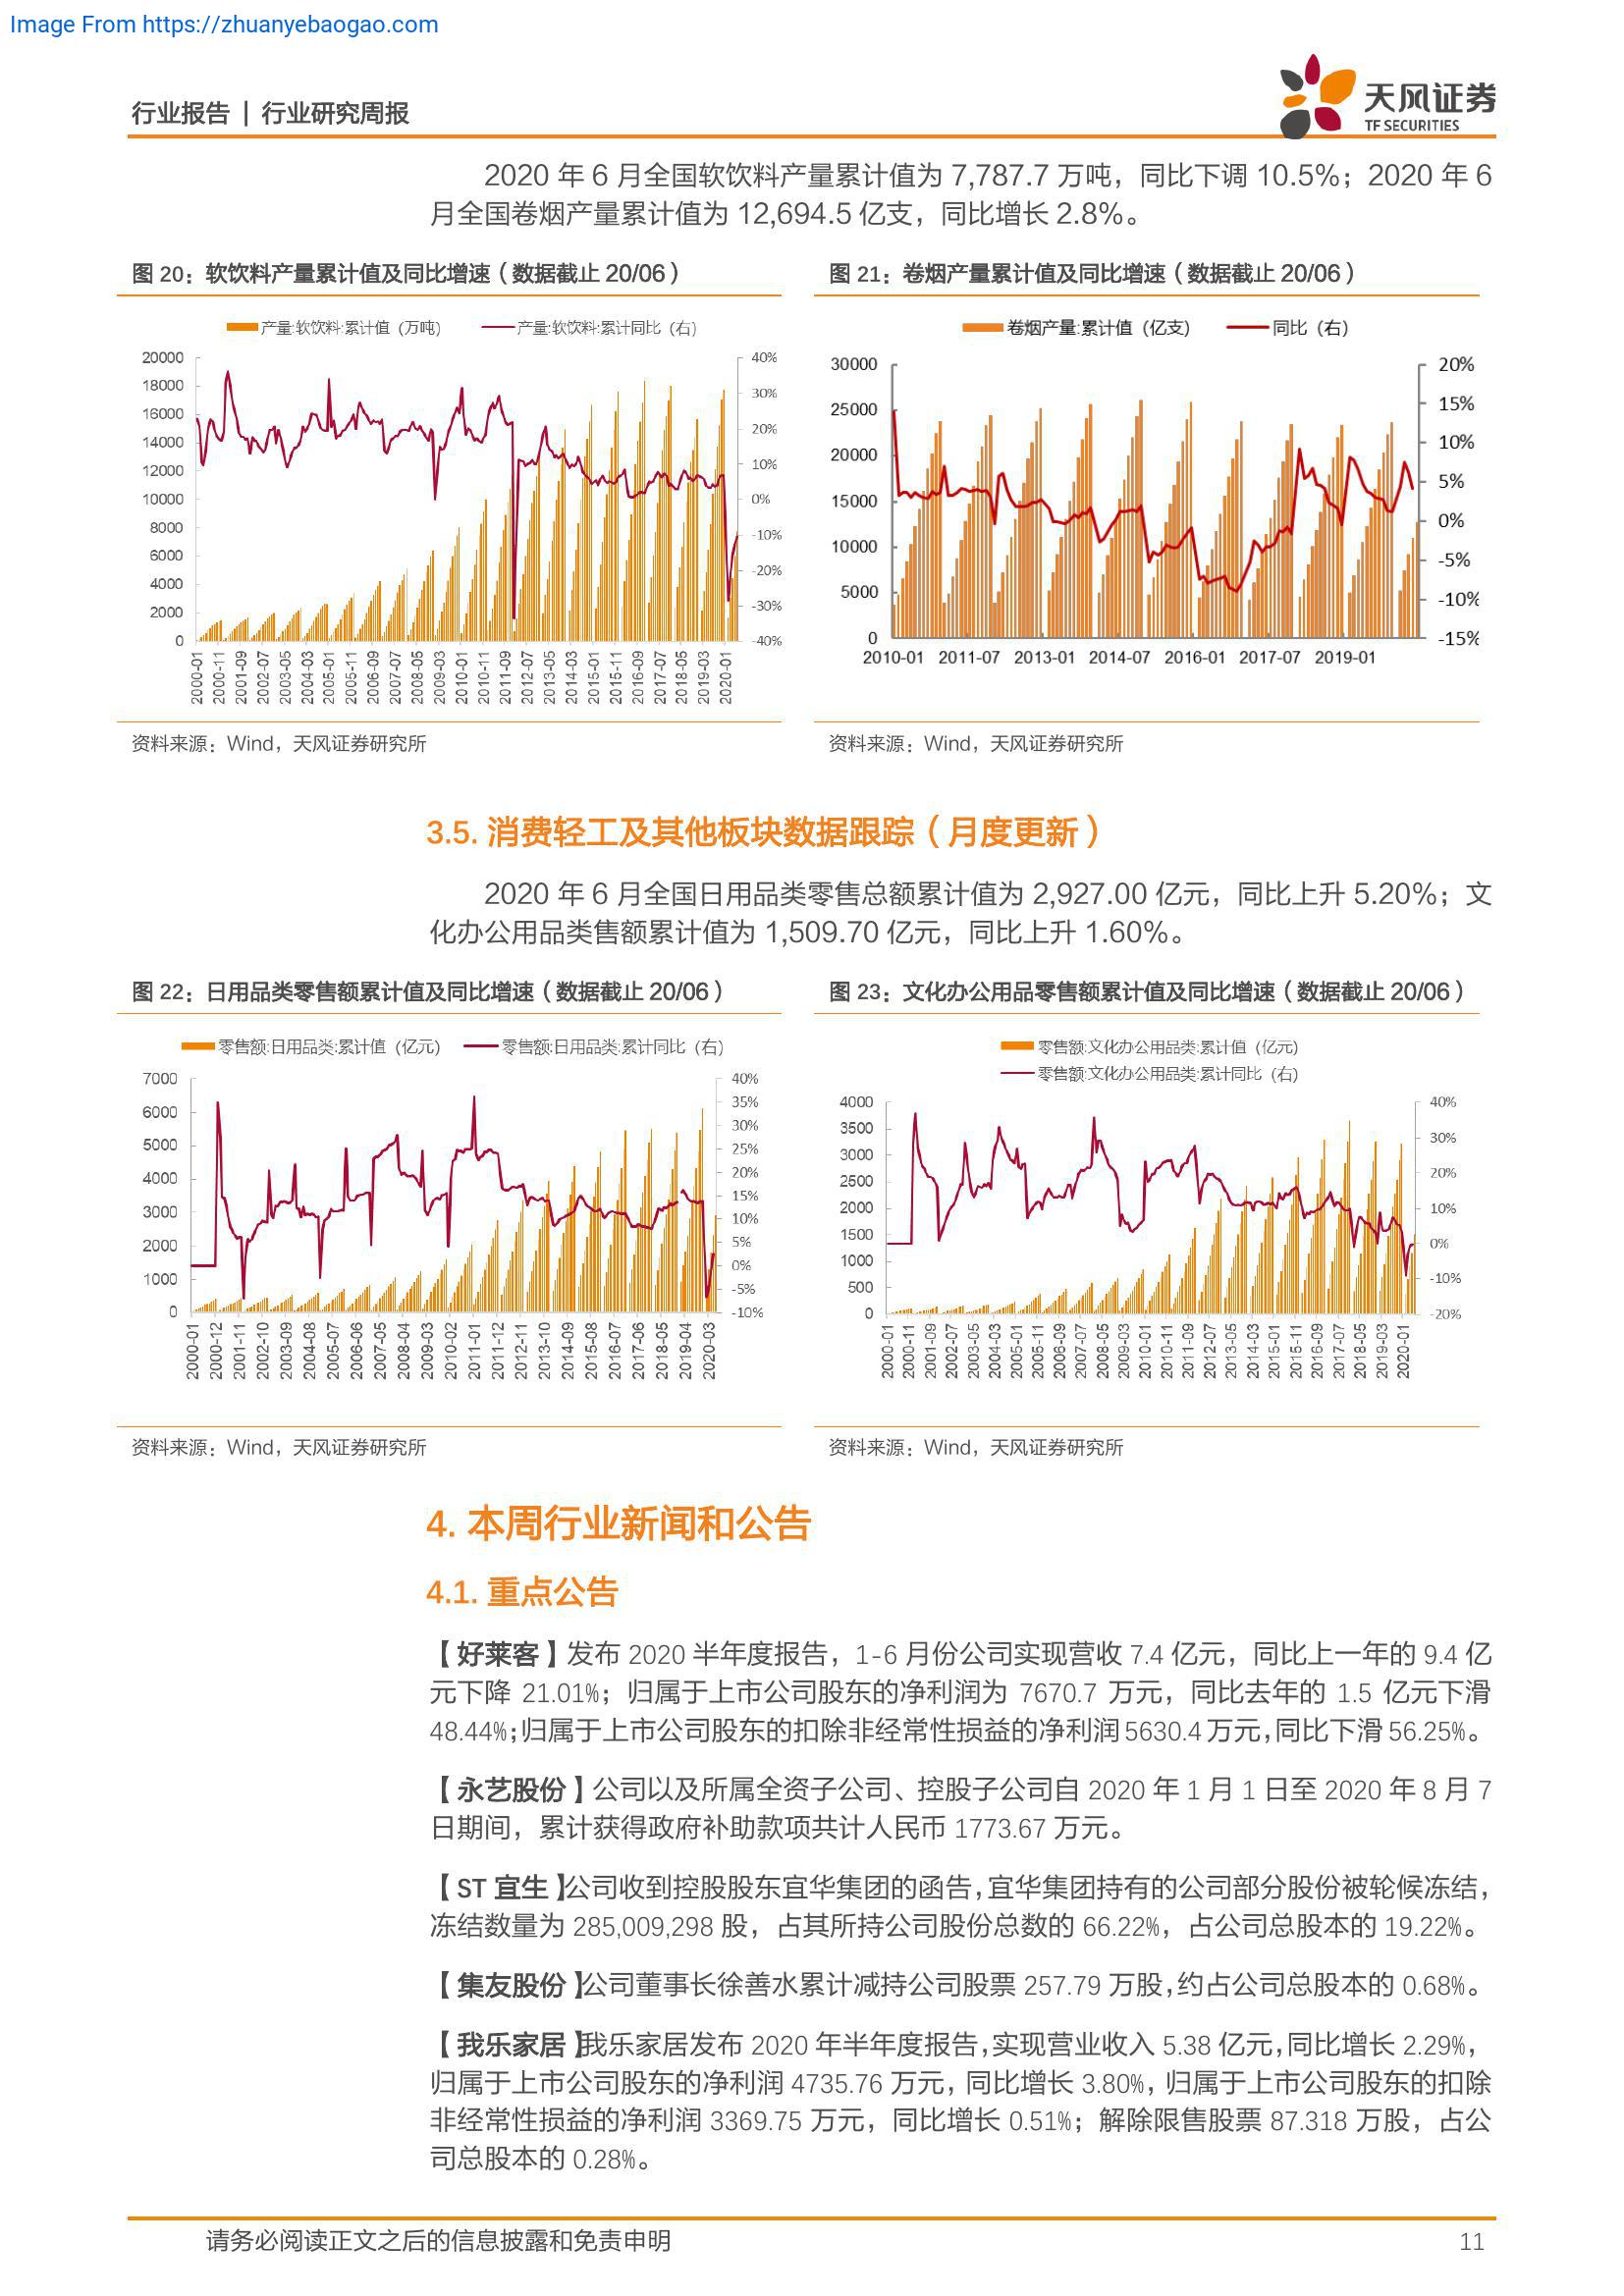 Image From https://zhuanyebaogao.com
行业报告 | 行业研究周报
天风证券
TF SECURITIES
2020 年 6 月全国软饮料产量累计值为 7,787.7 万吨，同比下调 10.5%；2020 年 6
月全国卷烟产量累计值为 12,694.5 亿支，同比增长 2.8%。
图 20：软饮料产量累计值及同比增速（数据截止 20/06）
产量:软饮料:累计值（万吨） 产量:软饮料:累计同比（右）
20000
18000
16000
14000
12000
10000
8000
6000
4000
2000
0
40%
30%
20%
10%
0%
-10%
-20%
-30%
-40%
2000-01 2000-11 2001-09 2002-07 2003-05 2004-03 2005-01 2005-11 2006-09 2007-07 2008-05 2009-03 2010-01 2010-11 2011-09 2012-07 2013-05 2014-03 2015-01 2015-11 2016-09 2017-07 2018-05 2019-03 2020-01
资料来源：Wind，天风证券研究所
图 21：卷烟产量累计值及同比增速（数据截止 20/06）
卷烟产量:累计值（亿支） 同比（右）
30000
25000
20000
15000
10000
5000
0
20%
15%
10%
5%
0%
-5%
-10%
-15%
2010-01 2011-07 2013-01 2014-07 2016-01 2017-07 2019-01
资料来源：Wind，天风证券研究所
3.5. 消费轻工及其他板块数据跟踪（月度更新）
2020 年 6 月全国日用品类零售总额累计值为 2,927.00 亿元，同比上升 5.20%；文
化办公用品类售额累计值为 1,509.70 亿元，同比上升 1.60%。
图 22：日用品类零售额累计值及同比增速（数据截止 20/06）
零售额:日用品类:累计值（亿元） 零售额:日用品类:累计同比（右）
7000
6000
5000
4000
3000
2000
1000
0
40%
35%
30%
25%
20%
15%
10%
5%
0%
-5%
-10%
2000-01 2000-12 2001-11 2002-10 2003-09 2004-08 2005-07 2006-06 2007-05 2008-04 2009-03 2010-02 2011-01 2011-12 2012-11 2013-10 2014-09 2015-08 2016-07 2017-06 2018-05 2019-04 2020-03
资料来源：Wind，天风证券研究所
图 23：文化办公用品零售额累计值及同比增速（数据截止 20/06）
零售额:文化办公用品类:累计值（亿元）
零售额:文化办公用品类:累计同比（右）
4000
3500
3000
2500
2000
1500
1000
500
0
40%
30%
20%
10%
0%
-10%
-20%
2000-01 2000-11 2001-09 2002-07 2003-05 2004-03 2005-01 2005-11 2006-09 2007-07 2008-05 2009-03 2010-01 2010-11 2011-09 2012-07 2013-05 2014-03 2015-01 2015-11 2016-09 2017-07 2018-05 2019-03 2020-01
资料来源：Wind，天风证券研究所
4. 本周行业新闻和公告
4.1. 重点公告
【好莱客】发布 2020 半年度报告，1-6 月份公司实现营收 7.4 亿元，同比上一年的 9.4 亿
元下降 21.01%；归属于上市公司股东的净利润为 7670.7 万元，同比去年的 1.5 亿元下滑
48.44%；归属于上市公司股东的扣除非经常性损益的净利润 5630.4 万元，同比下滑 56.25%。
【永艺股份】公司以及所属全资子公司、控股子公司自 2020 年 1 月 1 日至 2020 年 8 月 7
日期间，累计获得政府补助款项共计人民币 1773.67 万元。
【ST 宜生】公司收到控股股东宜华集团的函告，宜华集团持有的公司部分股份被轮候冻结，
冻结数量为 285,009,298 股，占其所持公司股份总数的 66.22%，占公司总股本的 19.22%。
【集友股份】公司董事长徐善水累计减持公司股票 257.79 万股，约占公司总股本的 0.68%。
【我乐家居】我乐家居发布 2020 年半年度报告，实现营业收入 5.38 亿元，同比增长 2.29%，
归属于上市公司股东的净利润 4735.76 万元，同比增长 3.80%，归属于上市公司股东的扣除
非经常性损益的净利润 3369.75 万元，同比增长 0.51%；解除限售股票 87.318 万股，占公
司总股本的 0.28%。
请务必阅读正文之后的信息披露和免责申明
11